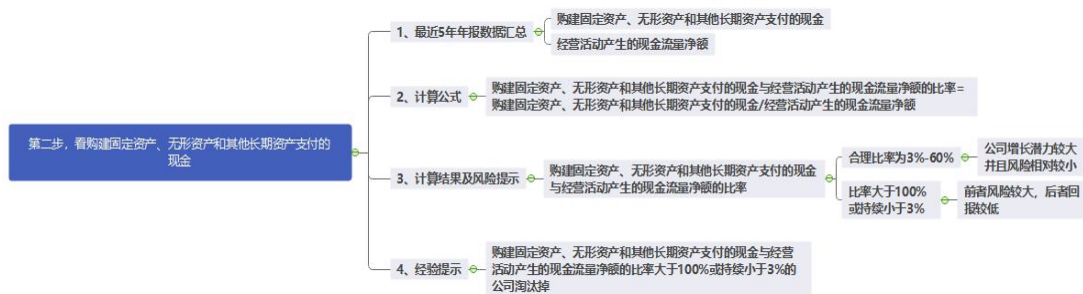 第二步，看购建固定资产、无形资产和其他长期资产支付的
现金
1、最近5年年报数据汇总
购建固定资产、无形资产和其他长期资产支付的现金
经营活动产生的现金流量净额
2、计算公式
购建固定资产、无形资产和其他长期资产支付的现金与经营活动产生的现金流量净额的比率=
购建固定资产、无形资产和其他长期资产支付的现金/经营活动产生的现金流量净额
3、计算结果及风险提示
购建固定资产、无形资产和其他长期资产支付的现金
与经营活动产生的现金流量净额的比率
合理比率为3%-60%
公司增长潜力较大
并且风险相对较小
比率大于100%
或持续小于3%
前者风险较大，后者回
报较低
4、经验提示
购建固定资产、无形资产和其他长期资产支付的现金与经营
活动产生的现金流量净额的比率大于100%或持续小于3%的
公司淘汰掉